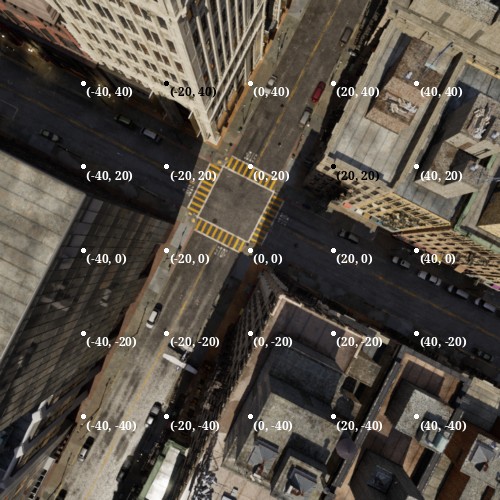 (-40, 40) (-20, 40) (0,40) (20, 40) (40, 40)
(-40, 20) (-20, 20) (0, 20) (20, 20) (40, 20)
(-40, 0) (-20, 0) (0, 0) (20, 0) (40, 0)
(-40, -20) (-20, -20) (0, -20) (20, -20) (40, -20)
(-40, -40) (-20, -40) (0, -40) (20, -40) (40, -40)